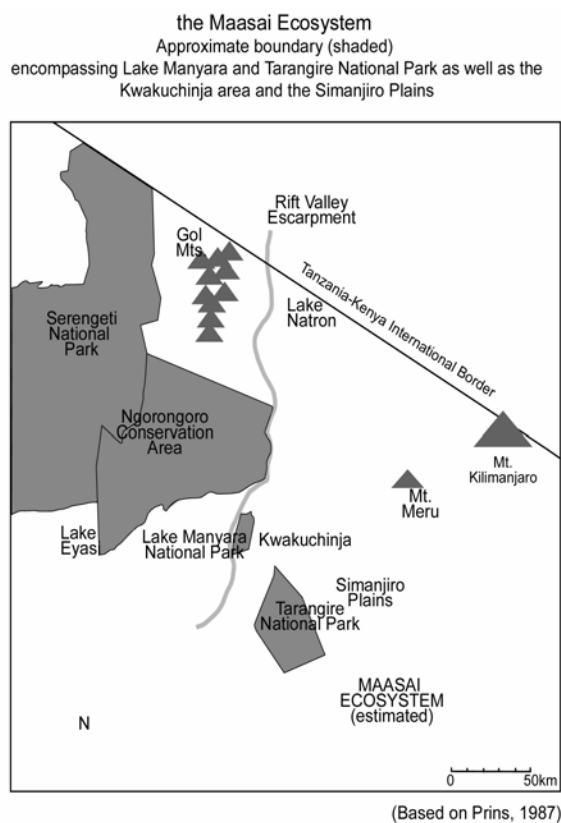 the Maasai Ecosystem
Approximate boundary (shaded)
encompassing Lake Manyara and Tarangire National Park as well as the
Kwakuchinja area and the Simanjiro Plains
Rift Valley
Escarpment
Gol
Mts
Tanzania-Kenya International Border
Lake
Natron
Serengeti
National
Park
Ngorongoro
Conservation
Area
Mt.
Kilimanjaro
Mt.
Meru
Lake
Eyasi
Lake Manyara
National Park
Kwakuchinja
Simanjiro
Plains
Tarangire
National Park
MAASAI
ECOSYSTEM
(estimated)
N
0 50km
(Based on Prins, 1987)